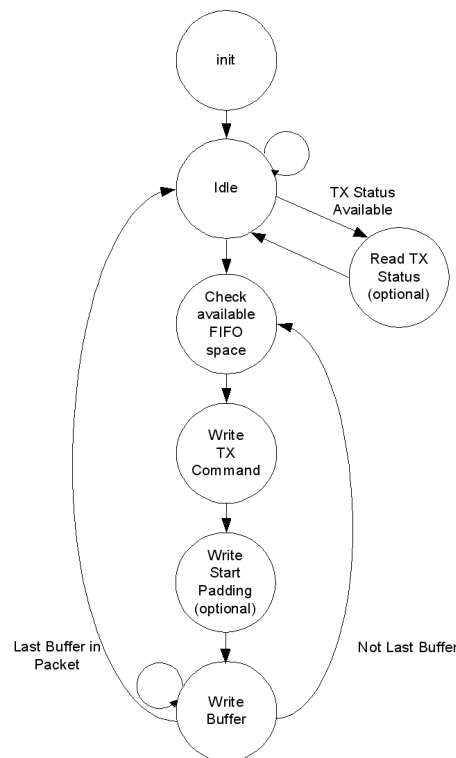 init
Idle
TX Status
Available
Read TX
Status
(optional)
Check
available
FIFO
space
Write
TX
Command
Write
Start
Padding
(optional)
Last Buffer in
Packet
Not Last Buffer
Write
Buffer